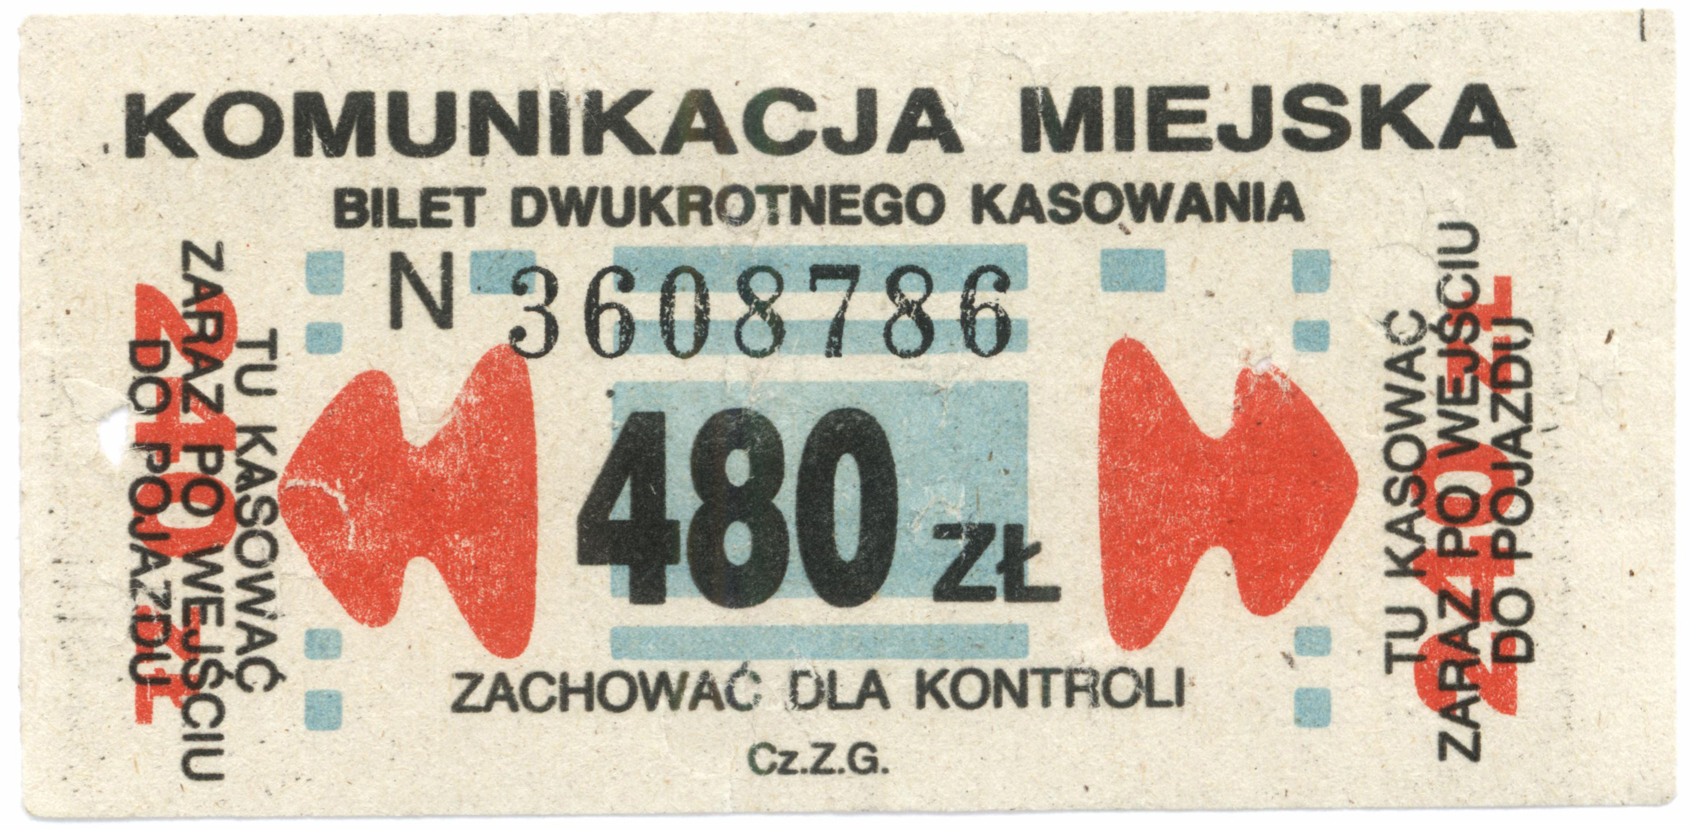 KOMUNIKACJA MIEJSKA
BILET DWUKROTNEGO KASOWANIA
N 3608786
480 ZŁ
ZACHOWAĆ DLA KONTROLI
Cz.Z.G.
TU KASOWAĆ
ZARAZ PO WEJŚCIU
DO POJAZDU
240 zł
TU KASOWAĆ
ZARAZ PO WEJŚCIU
DO POJAZDU
240 zł